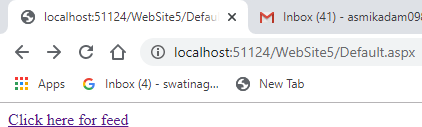 localhost:51124/WebSite5/Defau
Inbox (41) - asmikadam098
localhost:51124/WebSite5/Default.aspx
Apps
Inbox (4) - swatinag...
New Tab
Click here for feed